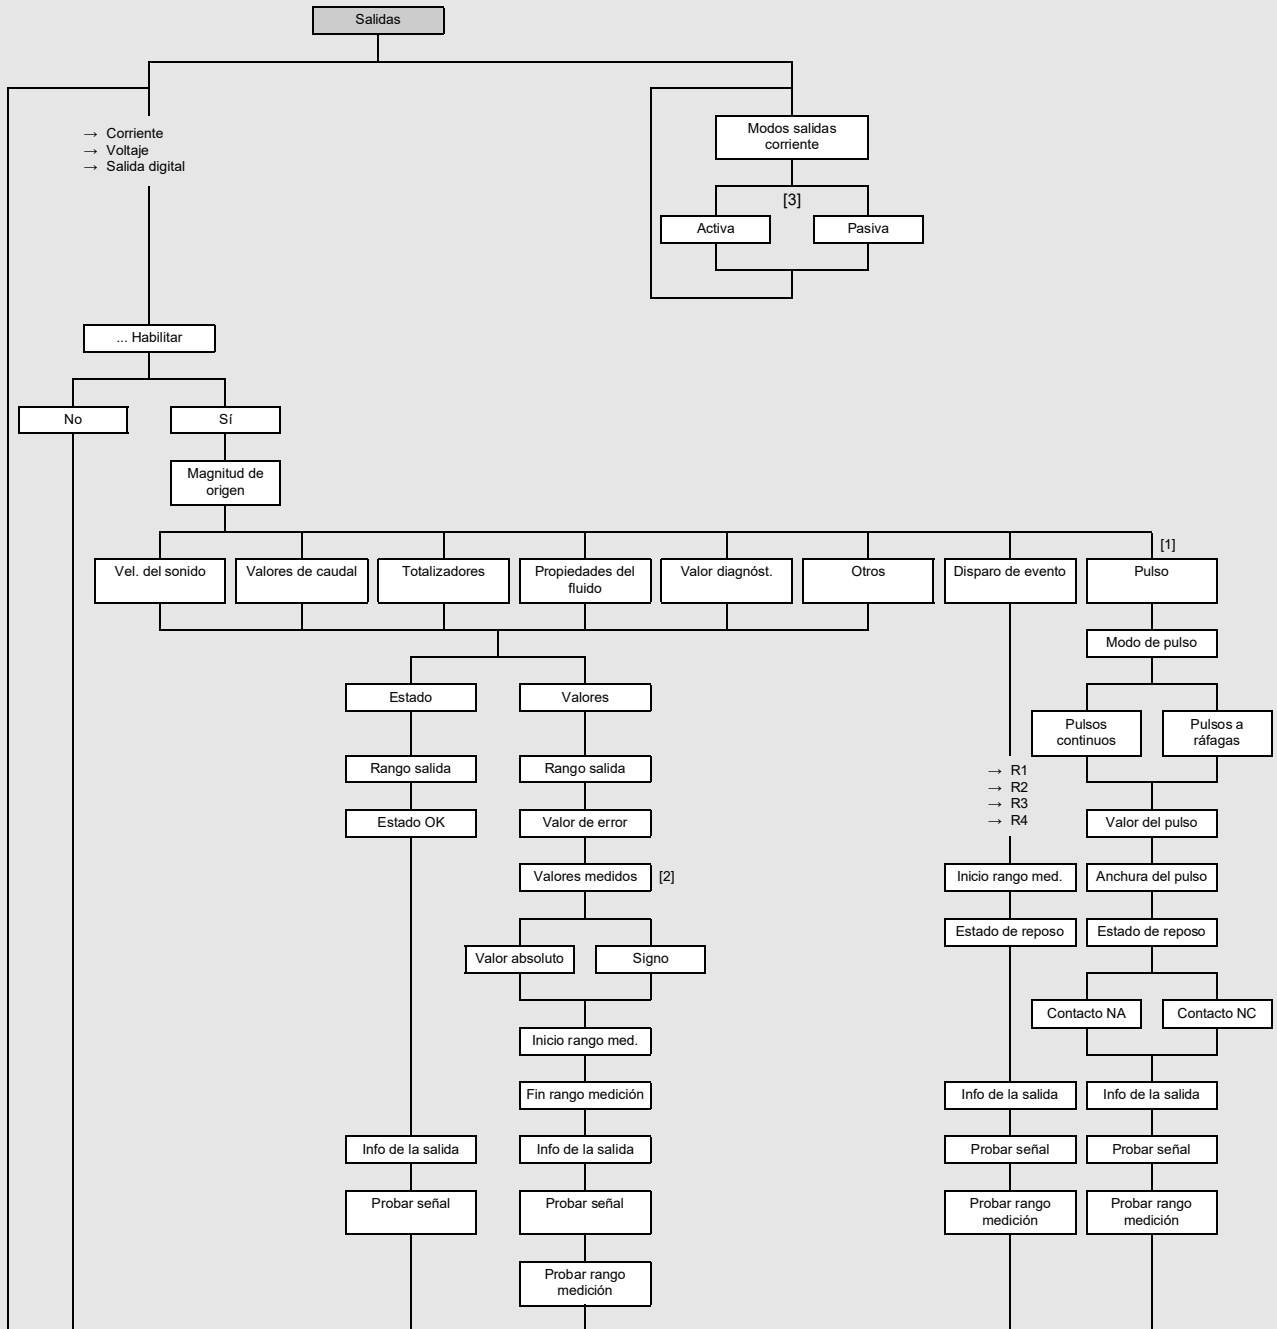 Salidas
→ Corriente
→ Voltaje
→ Salida digital
Modos salidas
corriente
[3]
Activa
Pasiva
... Habilitar
No
Sí
Magnitud de
origen
[1]
Vel. del sonido
Valores de caudal
Totalizadores
Propiedades del
fluido
Valor diagnóst.
Otros
Disparo de evento
Pulso
Modo de pulso
Estado
Valores
Pulsos
continuos
Pulsos a
ráfagas
Rango salida
Rango salida
→ R1
→ R2
→ R3
→ R4
Estado OK
Valor de error
Valor del pulso
Valores medidos
[2]
Inicio rango med.
Anchura del pulso
Estado de reposo
Estado de reposo
Valor absoluto
Signo
Contacto NA
Contacto NC
Inicio rango med.
Fin rango medición
Info de la salida
Info de la salida
Info de la salida
Info de la salida
Probar señal
Probar señal
Probar señal
Probar señal
Probar rango
medición
Probar rango
medición
Probar rango
medición